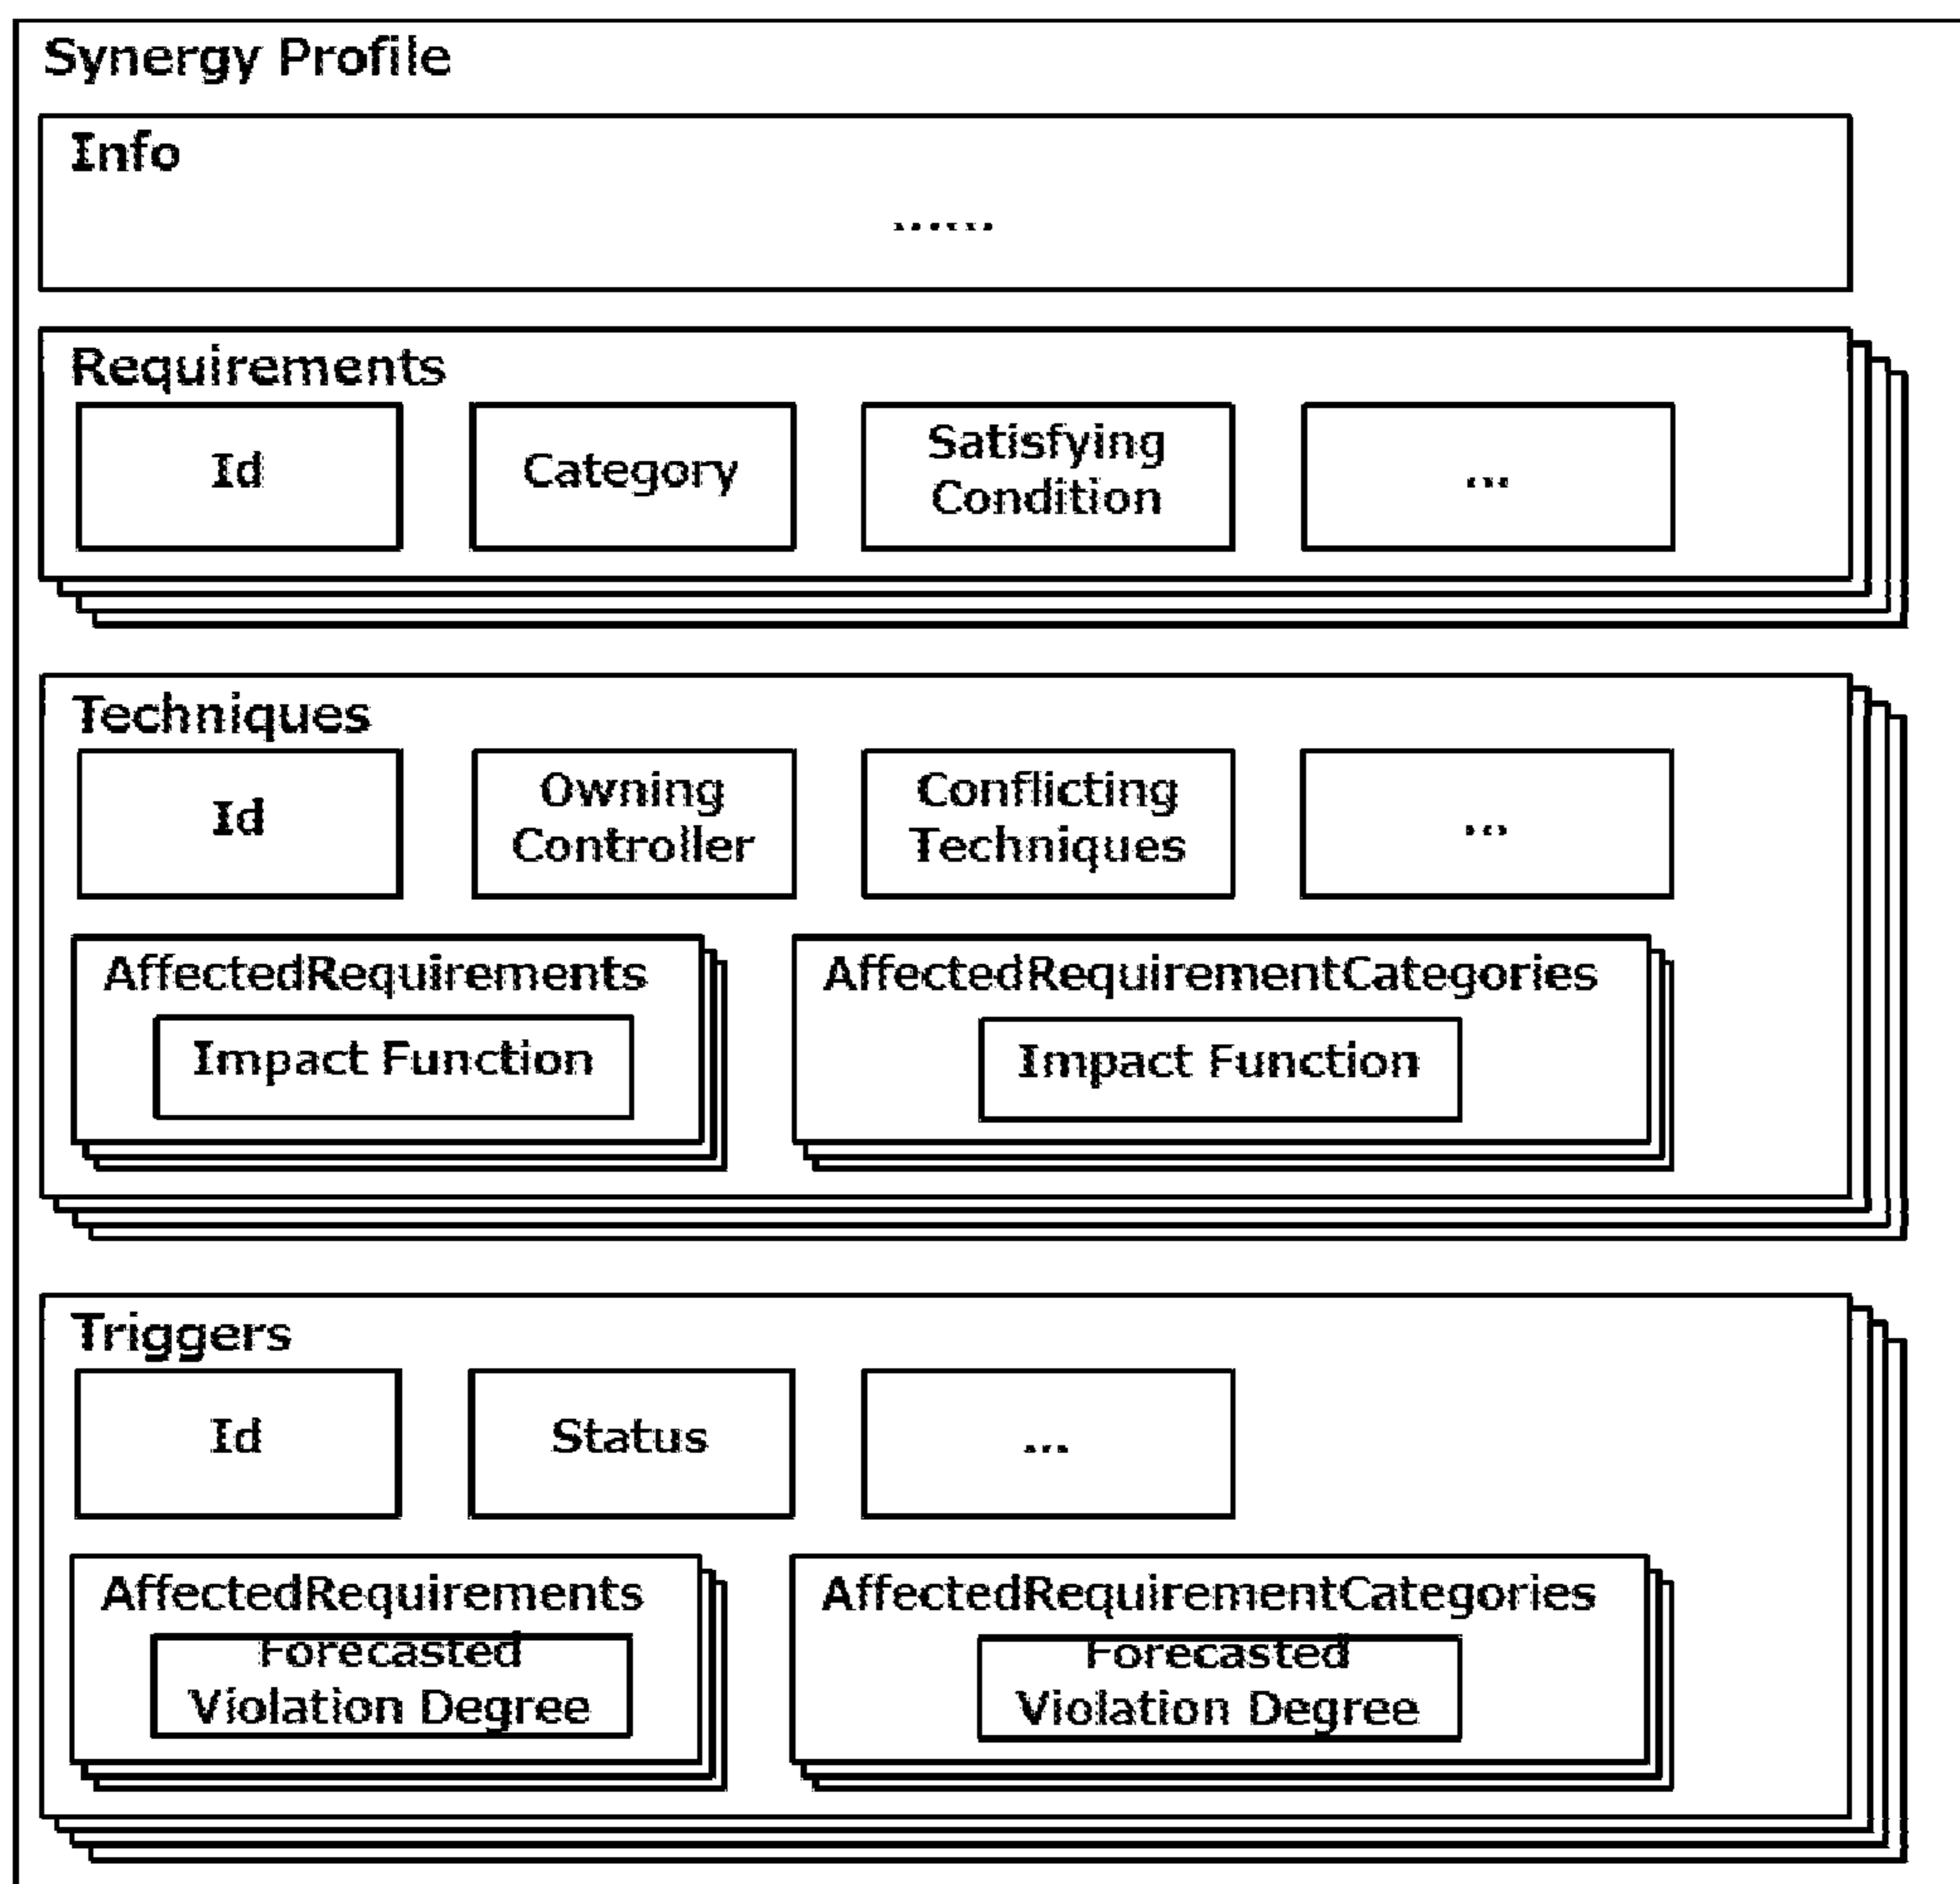 Synergy Profile
Info
......
Requirements
Id
Category
Satisfying
Condition
...
Techniques
Id
Owning
Controller
Conflicting
Techniques
...
AffectedRequirements
Impact Function
AffectedRequirementCategories
Impact Function
Triggers
Id
Status
...
AffectedRequirements
Forecasted
Violation Degree
AffectedRequirementCategories
Forecasted
Violation Degree